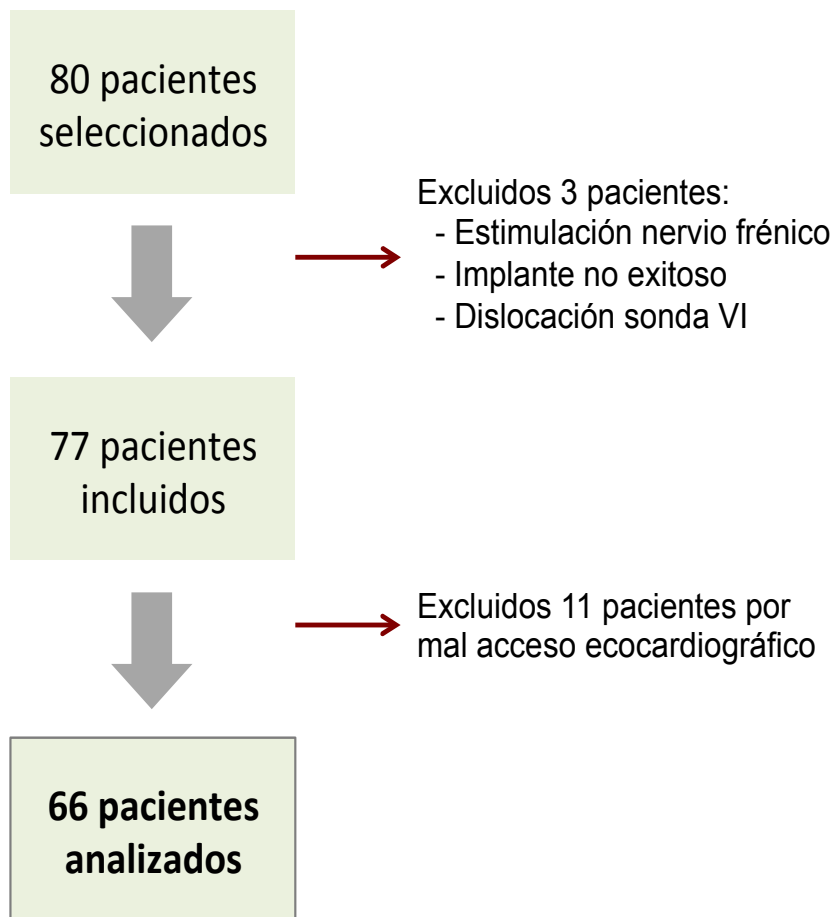 80 pacientes
seleccionados
Excluidos 3 pacientes:
- Estimulación nervio frénico
- Implante no exitoso
- Dislocación sonda VI
77 pacientes
incluidos
Excluidos 11 pacientes por
mal acceso ecocardiográfico
66 pacientes
analizados